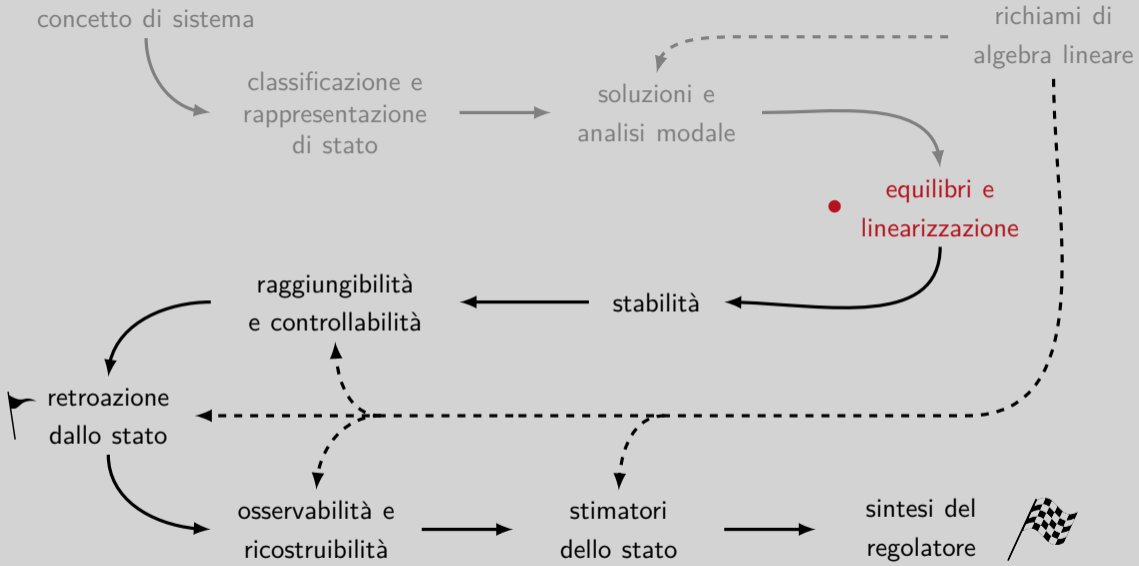 concetto di sistema
richiami di
algebra lineare
classificazione e
rappresentazione
di stato
soluzioni e
analisi modale
equilibri e
linearizzazione
stabilità
raggiungibilità
e controllabilità
retroazione
dallo stato
osservabilità e
ricostruibilità
stimatori
dello stato
sintesi del
regolatore